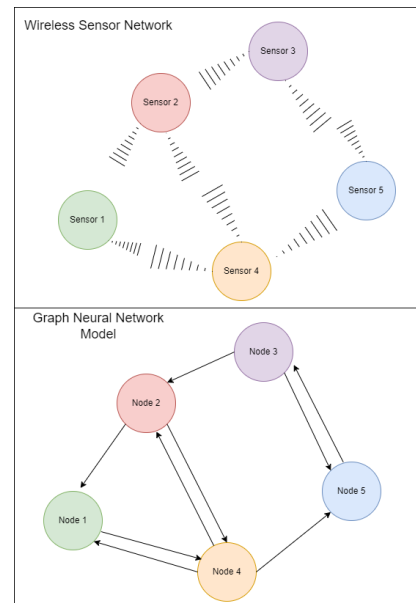 Wireless Sensor Network
Sensor 3
Sensor 2
Sensor 5
Sensor 1
Sensor 4
Graph Neural Network
Model
Node 3
Node 2
Node 5
Node 1
Node 4